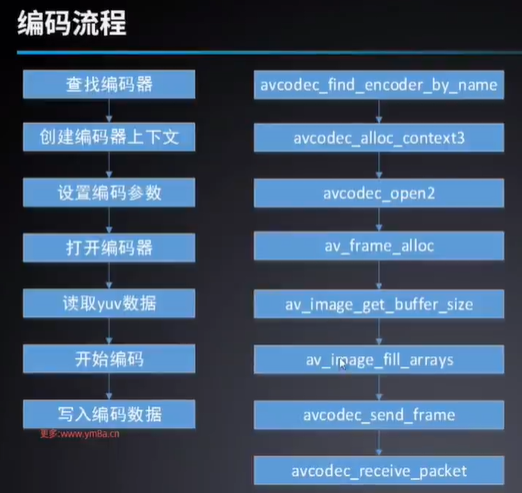 编码流程
查找编码器
创建编码器上下文
设置编码参数
打开编码器
读取yuv数据
开始编码
写入编码数据
更多:www.ym8a.cn
avcodec_find_encoder_by_name
avcodec_alloc_context3
avcodec_open2
av_frame_alloc
av_image_get_buffer_size
av_image_fill_arrays
avcodec_send_frame
avcodec_receive_packet